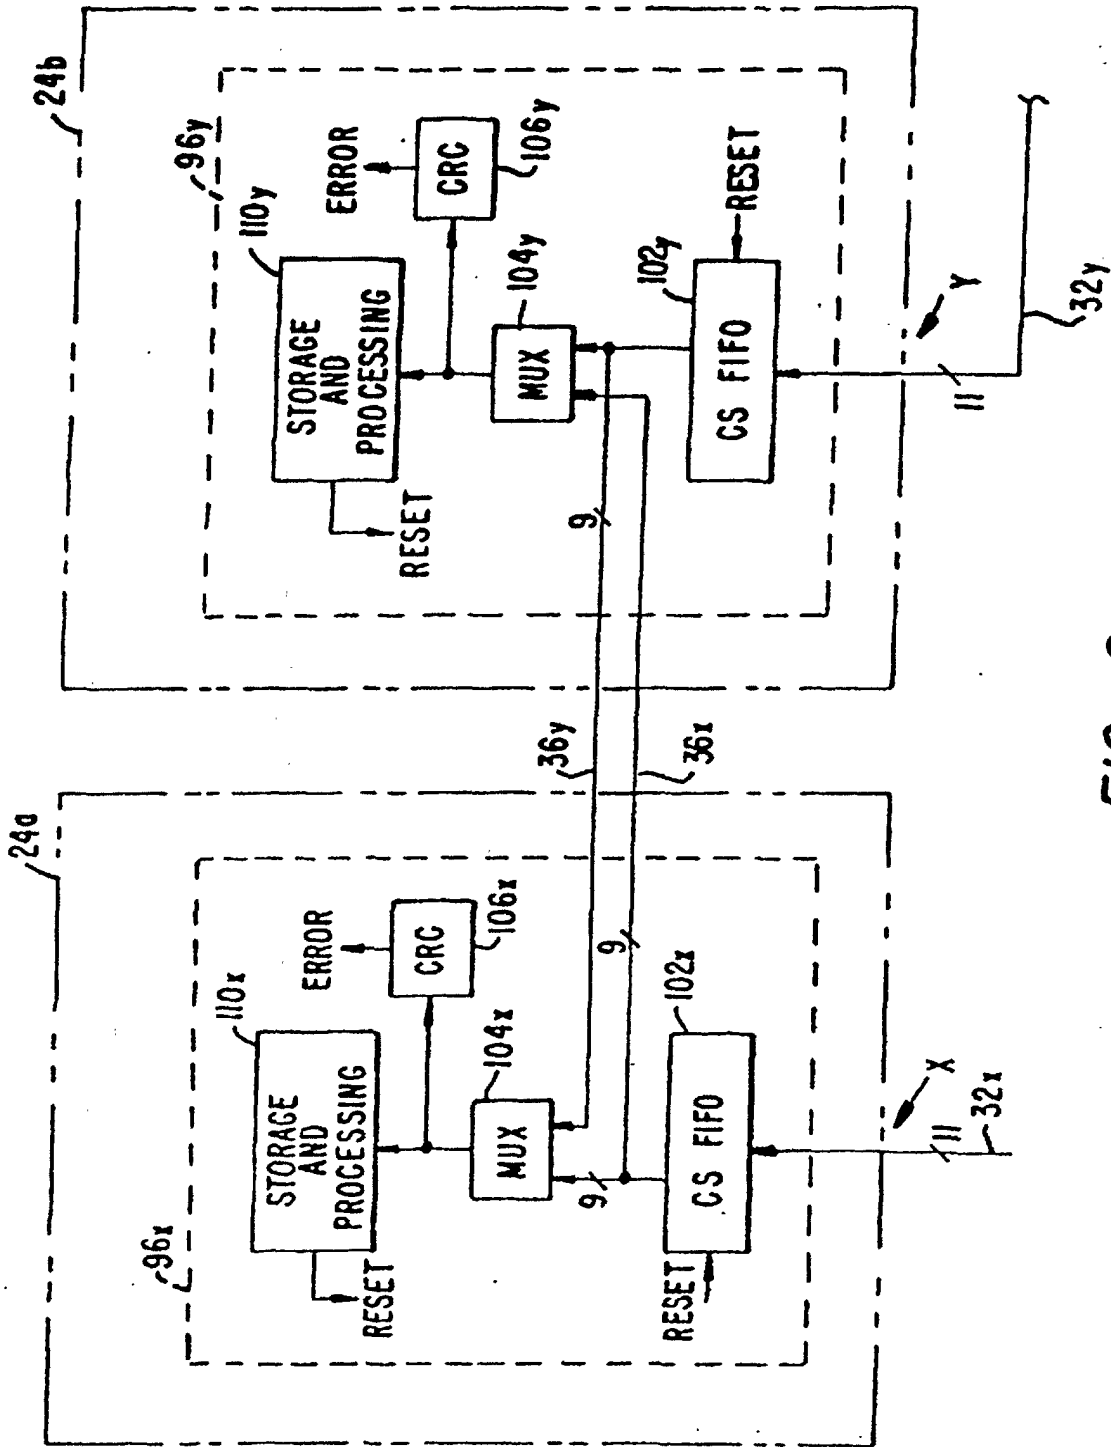 24a
96x
110x
STORAGE
AND
PROCESSING
RESET
ERROR
CRC
106x
104x
MUX
9
9
102x
CS FIFO
RESET
X
11
32x
36y
36x
24b
96y
110y
STORAGE
AND
PROCESSING
RESET
ERROR
CRC
106y
104y
MUX
9
102y
CS FIFO
RESET
Y
11
32y